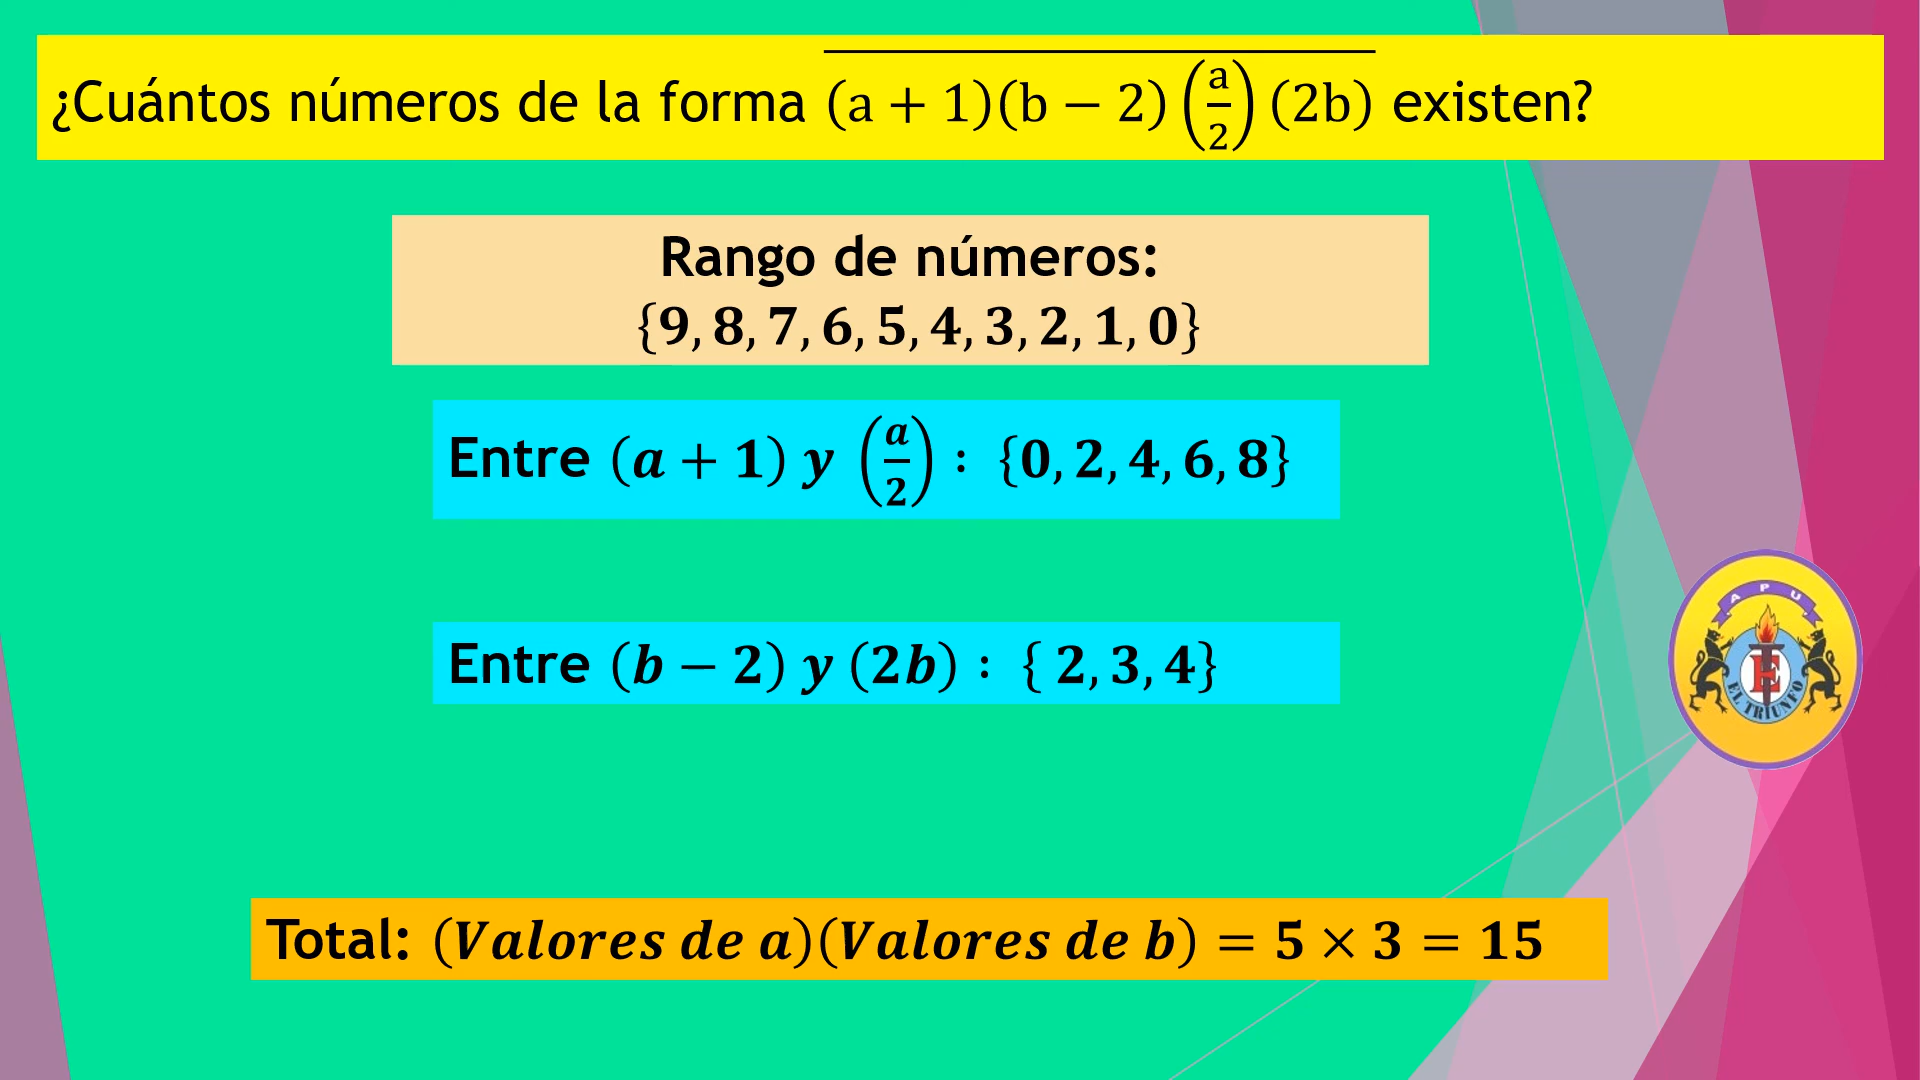 ¿Cuántos números de la forma (a + 1)(b − 2)(a/2)(2b) existen?
Rango de números:
{9, 8, 7, 6, 5, 4, 3, 2, 1, 0}
Entre (a + 1) y (a/2) : {0, 2, 4, 6, 8}
Entre (b − 2) y (2b) : { 2, 3, 4}
A P U
E
EL TRIUNFO
Total: (Valores de a)(Valores de b) = 5 × 3 = 15